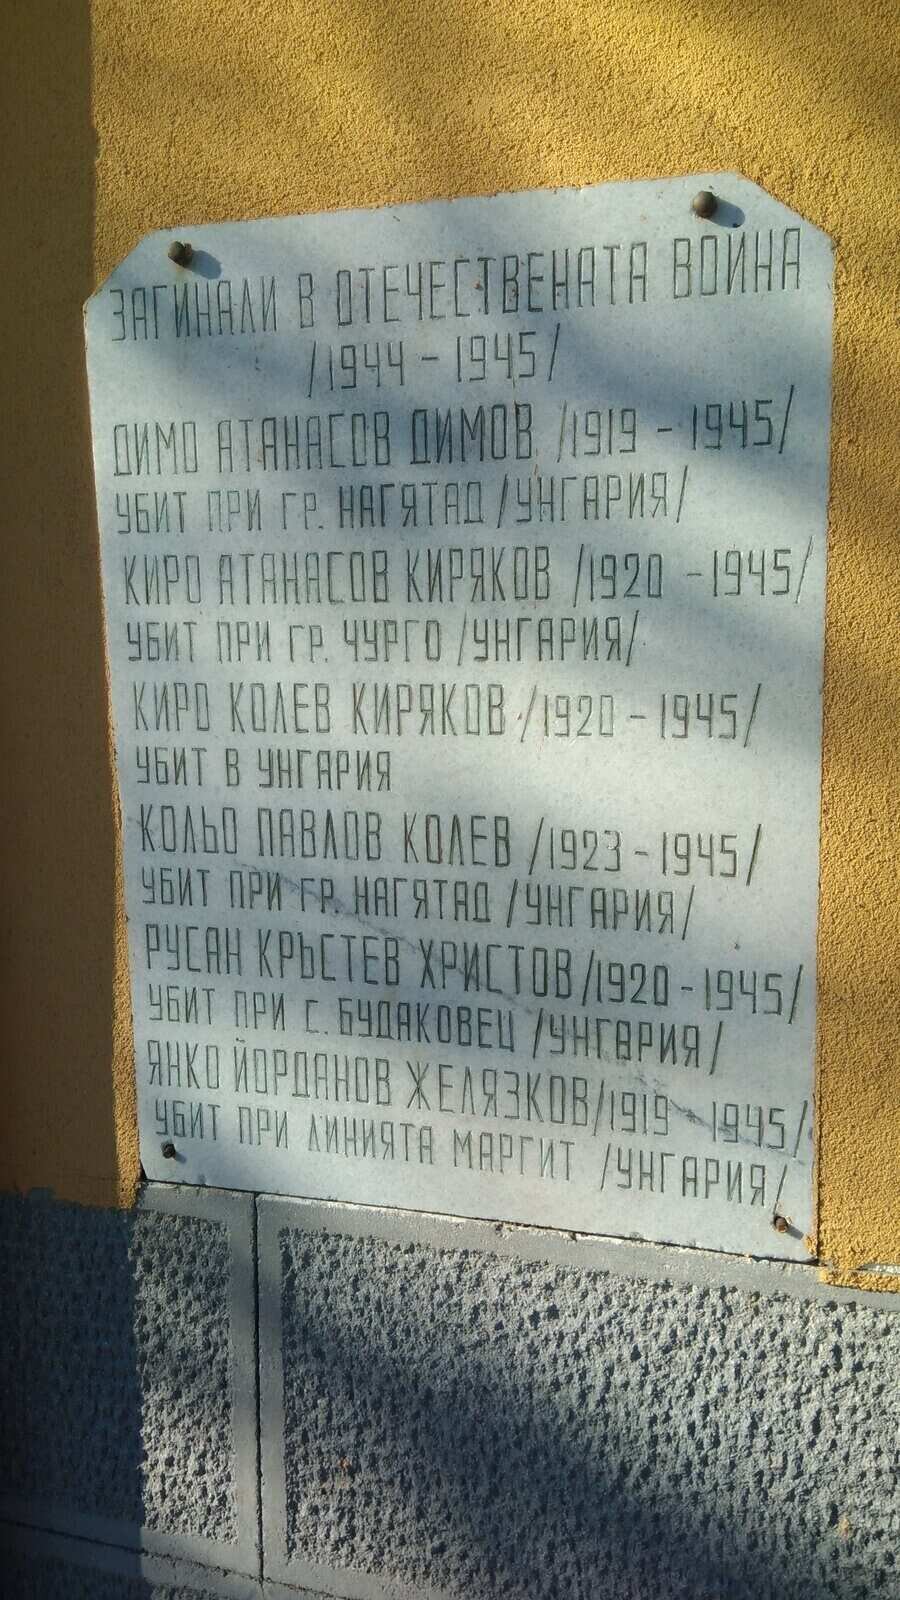 ЗАГИНАЛИ В ОТЕЧЕСТВЕНАТА ВОЙНА
/1944 - 1945/
ДИМО АТАНАСОВ ДИМОВ /1919 - 1945/
УБИТ ПРИ ГР. НАГЯТАД /УНГАРИЯ/
КИРО АТАНАСОВ КИРЯКОВ /1920 - 1945/
УБИТ ПРИ ГР. ЧУРГО /УНГАРИЯ/
КИРО КОЛЕВ КИРЯКОВ /1920 - 1945/
УБИТ В УНГАРИЯ
КОЛЬО ПАВЛОВ КОЛЕВ /1923 - 1945/
УБИТ ПРИ ГР. НАГЯТАД /УНГАРИЯ/
РУСАН КРЪСТЕВ ХРИСТОВ /1920 - 1945/
УБИТ ПРИ С. БУДАКОВЕЦ /УНГАРИЯ/
ЯНКО ЙОРДАНОВ ЖЕЛЯЗКОВ /1919 - 1945/
УБИТ ПРИ ЛИНИЯТА МАРГИТ /УНГАРИЯ/